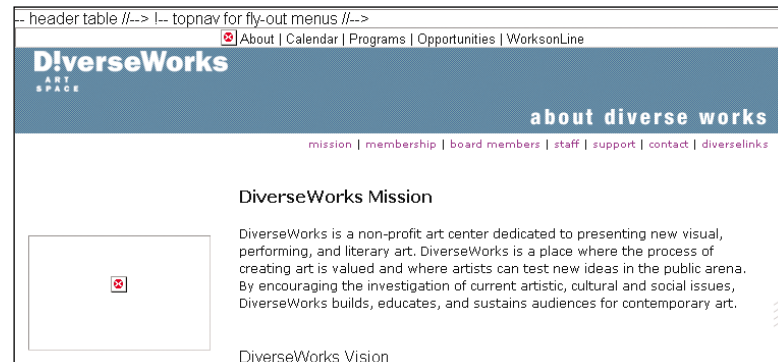 -- header table //--> !-- topnav for fly-out menus //-->
About | Calendar | Programs | Opportunities | WorksonLine
D!verseWorks
ART
SPACE
about diverse works
mission | membership | board members | staff | support | contact | diverselinks
DiverseWorks Mission
DiverseWorks is a non-profit art center dedicated to presenting new visual,
performing, and literary art. DiverseWorks is a place where the process of
creating art is valued and where artists can test new ideas in the public arena.
By encouraging the investigation of current artistic, cultural and social issues,
DiverseWorks builds, educates, and sustains audiences for contemporary art.
DiverseWorks Vision